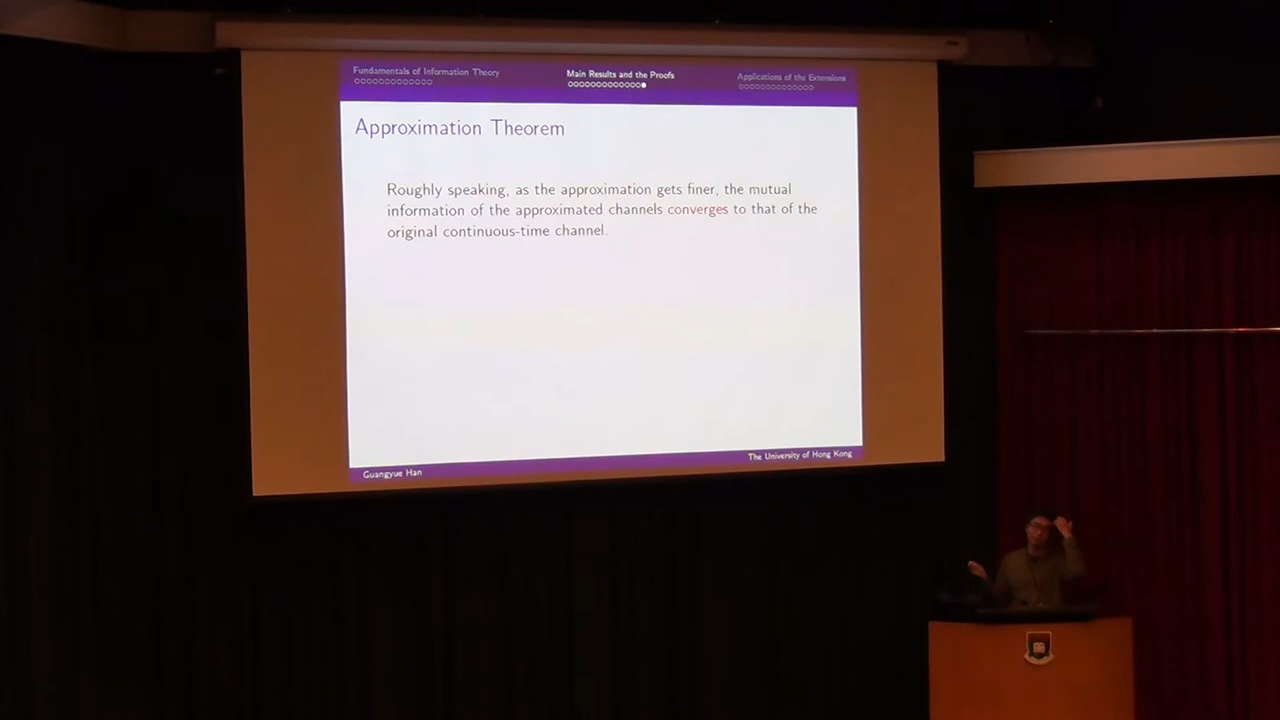 Fundamentals of Information Theory
Main Results and the Proofs
Applications of the Extensions
Approximation Theorem
Roughly speaking, as the approximation gets finer, the mutual
information of the approximated channels converges to that of the
original continuous-time channel.
Guangyue Han
The University of Hong Kong